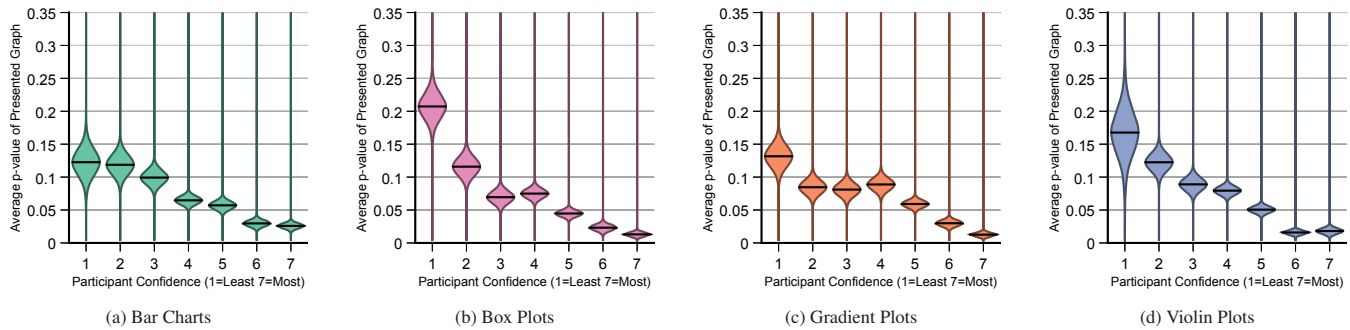 Average p-value of Presented Graph
0.35
0.3
0.25
0.2
0.15
0.1
0.05
0
1 2 3 4 5 6 7
Participant Confidence (1=Least 7=Most)
(a) Bar Charts
Average p-value of Presented Graph
0.35
0.3
0.25
0.2
0.15
0.1
0.05
0
1 2 3 4 5 6 7
Participant Confidence (1=Least 7=Most)
(b) Box Plots
Average p-value of Presented Graph
0.35
0.3
0.25
0.2
0.15
0.1
0.05
0
1 2 3 4 5 6 7
Participant Confidence (1=Least 7=Most)
(c) Gradient Plots
Average p-value of Presented Graph
0.35
0.3
0.25
0.2
0.15
0.1
0.05
0
1 2 3 4 5 6 7
Participant Confidence (1=Least 7=Most)
(d) Violin Plots